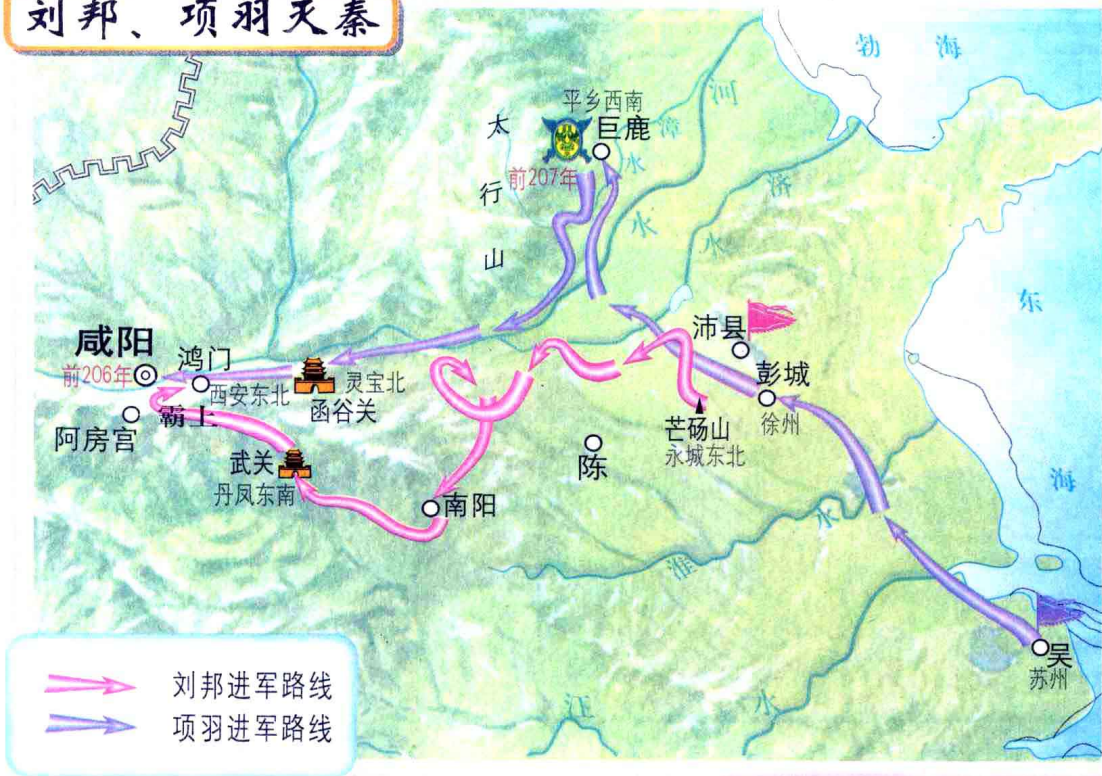 刘邦、项羽灭秦
勃海
平乡西南
巨鹿
前207年
太行山
河水
漳水
济水
东海
沛县
彭城
徐州
芒砀山
永城东北
陈
咸阳
前206年
鸿门
西安东北
灵宝北
函谷关
霸上
阿房宫
武关
丹凤东南
南阳
淮水
江水
吴
苏州
刘邦进军路线
项羽进军路线